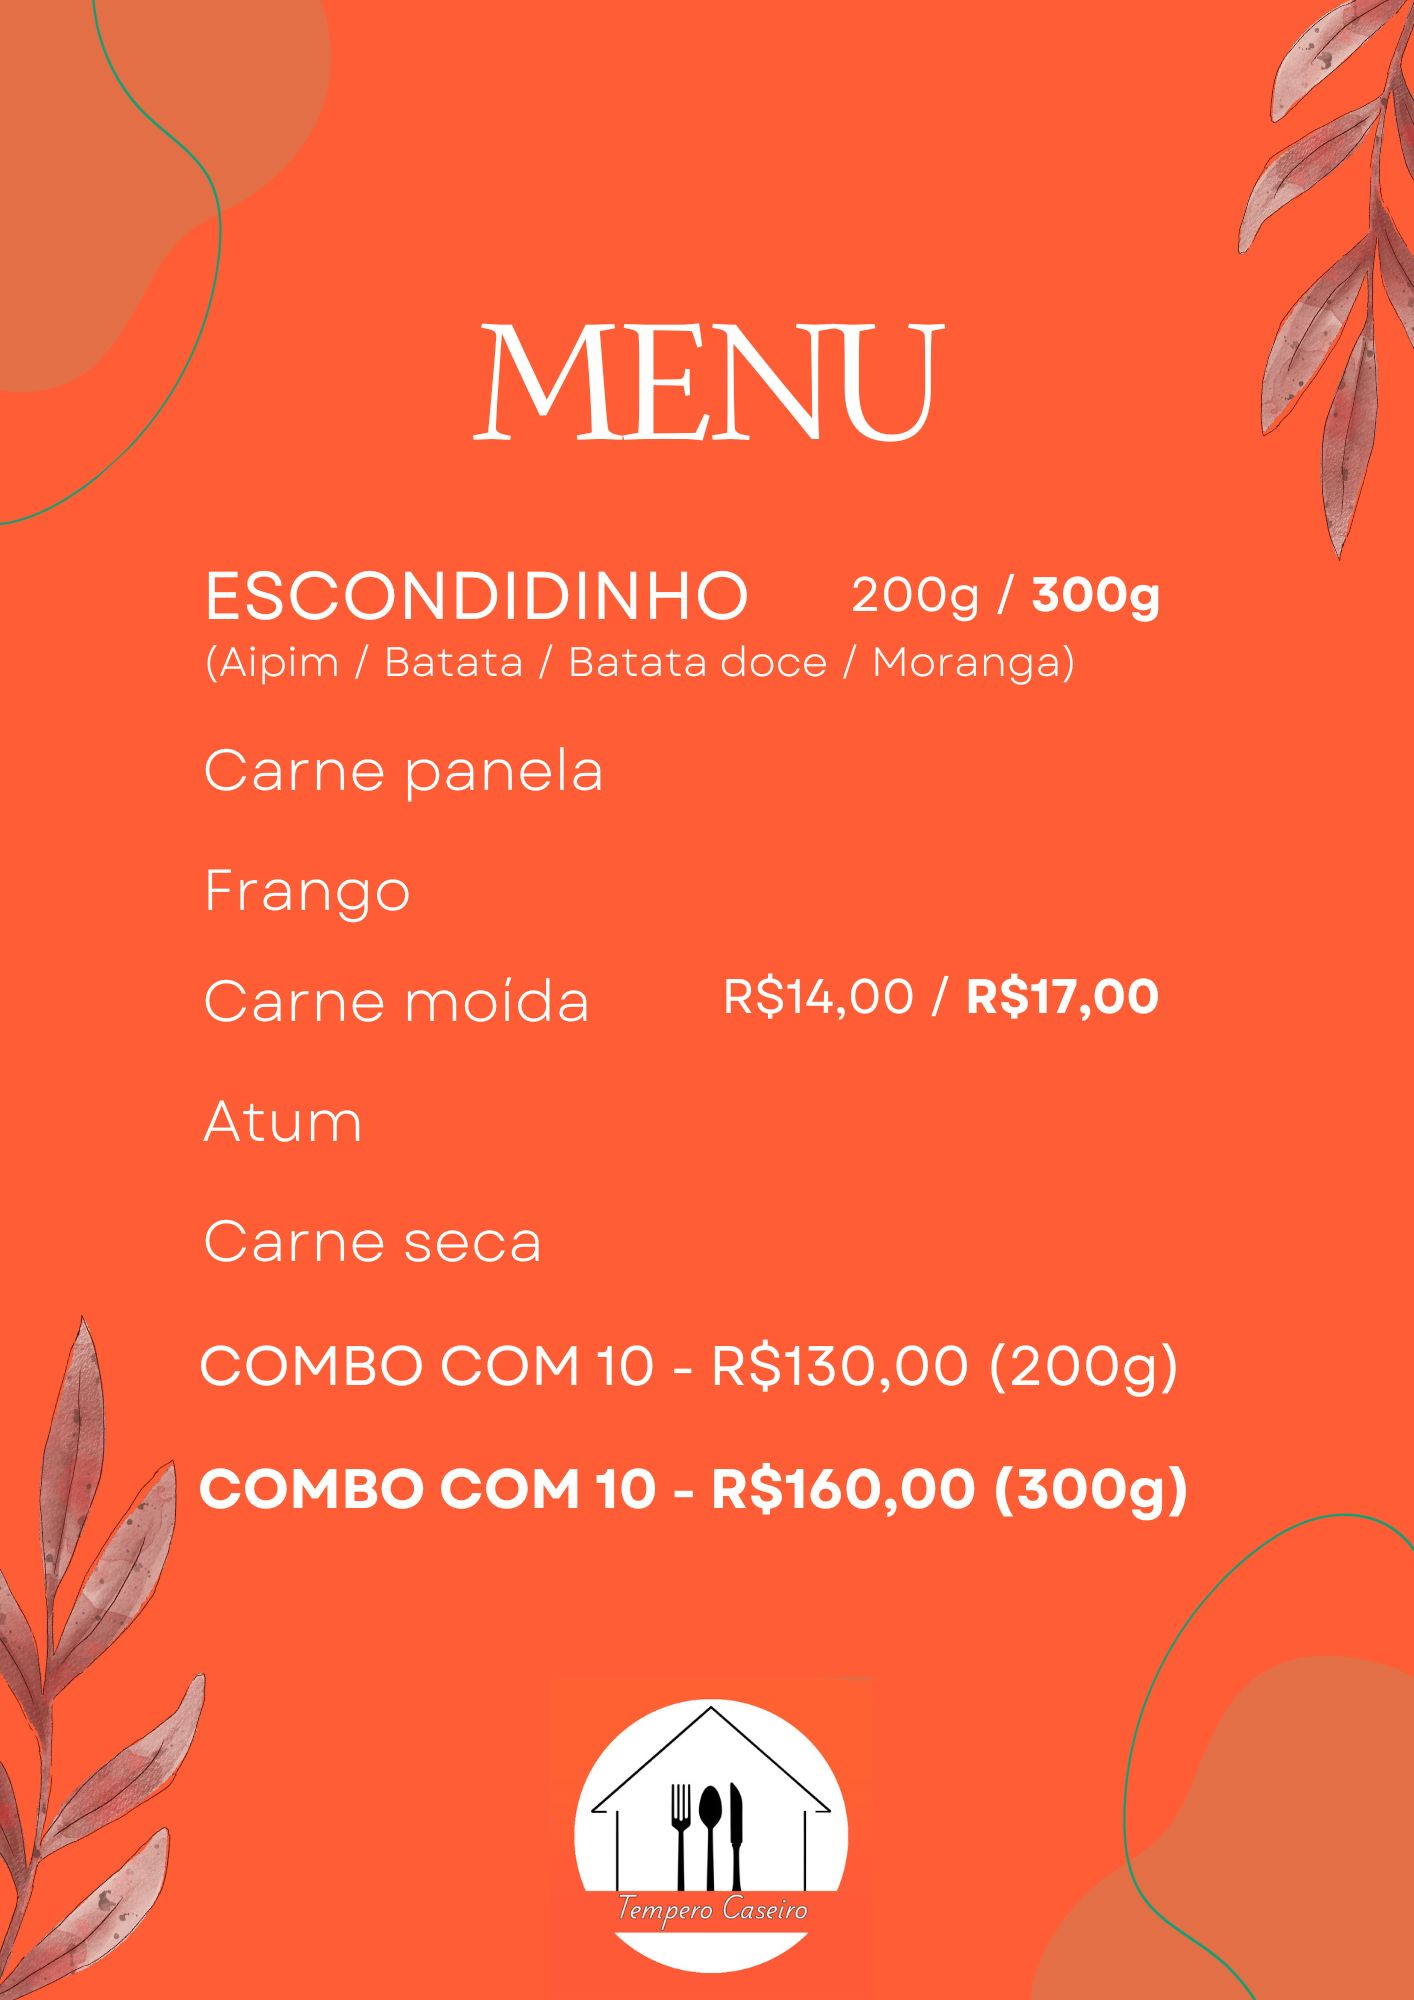 MENU
ESCONDIDINHO 200g / 300g
(Aipim / Batata / Batata doce / Moranga)
Carne panela
Frango
Carne moída R$14,00 / R$17,00
Atum
Carne seca
COMBO COM 10 - R$130,00 (200g)
COMBO COM 10 - R$160,00 (300g)
Tempero Caseiro